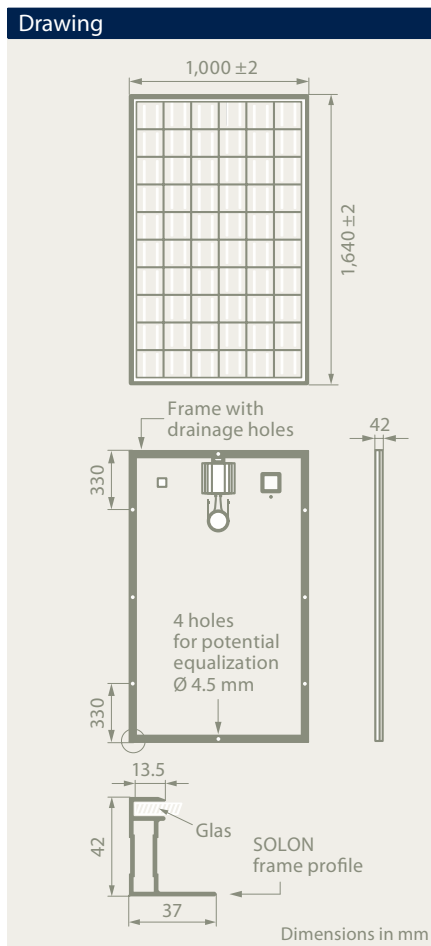 Drawing
1,000 ±2
1,640 ±2
Frame with
drainage holes
42
330
4 holes
for potential
equalization
Ø 4.5 mm
330
13.5
Glas
42
SOLON
frame profile
37
Dimensions in mm